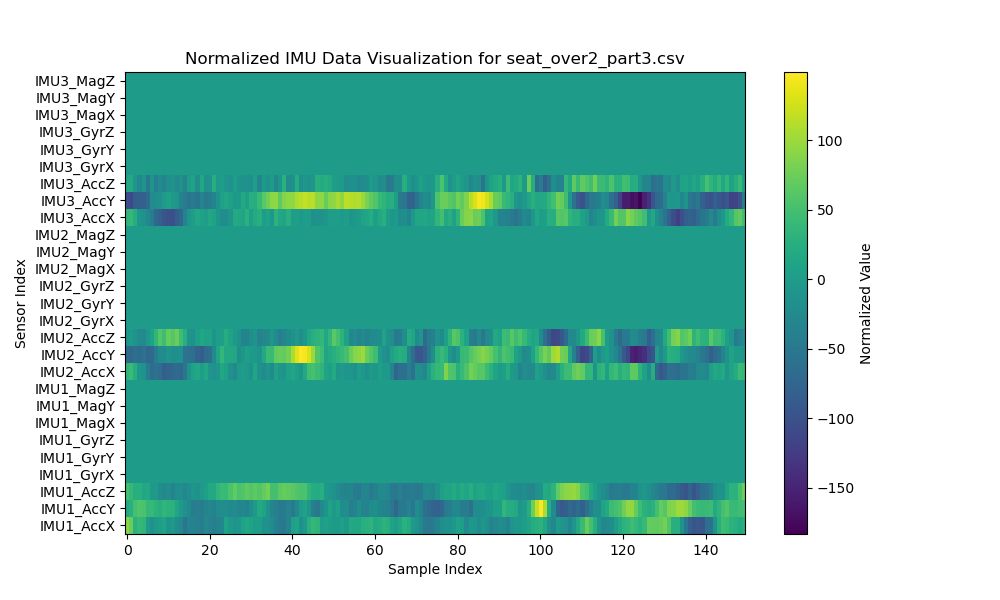 Normalized IMU Data Visualization for seat_over2_part3.csv
IMU3_MagZ
IMU3_MagY
IMU3_MagX
IMU3_GyrZ
IMU3_GyrY
IMU3_GyrX
IMU3_AccZ
IMU3_AccY
IMU3_AccX
IMU2_MagZ
IMU2_MagY
IMU2_MagX
IMU2_GyrZ
IMU2_GyrY
IMU2_GyrX
IMU2_AccZ
IMU2_AccY
IMU2_AccX
IMU1_MagZ
IMU1_MagY
IMU1_MagX
IMU1_GyrZ
IMU1_GyrY
IMU1_GyrX
IMU1_AccZ
IMU1_AccY
IMU1_AccX
Sensor Index
0 20 40 60 80 100 120 140
Sample Index
100
50
0
−50
−100
−150
Normalized Value